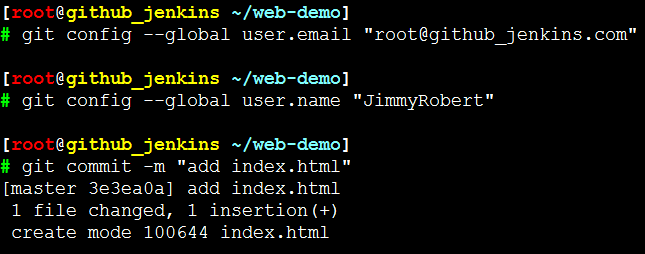 [root@github_jenkins ~/web-demo]
# git config --global user.email "root@github_jenkins.com"
[root@github_jenkins ~/web-demo]
# git config --global user.name "JimmyRobert"
[root@github_jenkins ~/web-demo]
# git commit -m "add index.html"
[master 3e3ea0a] add index.html
 1 file changed, 1 insertion(+)
 create mode 100644 index.html